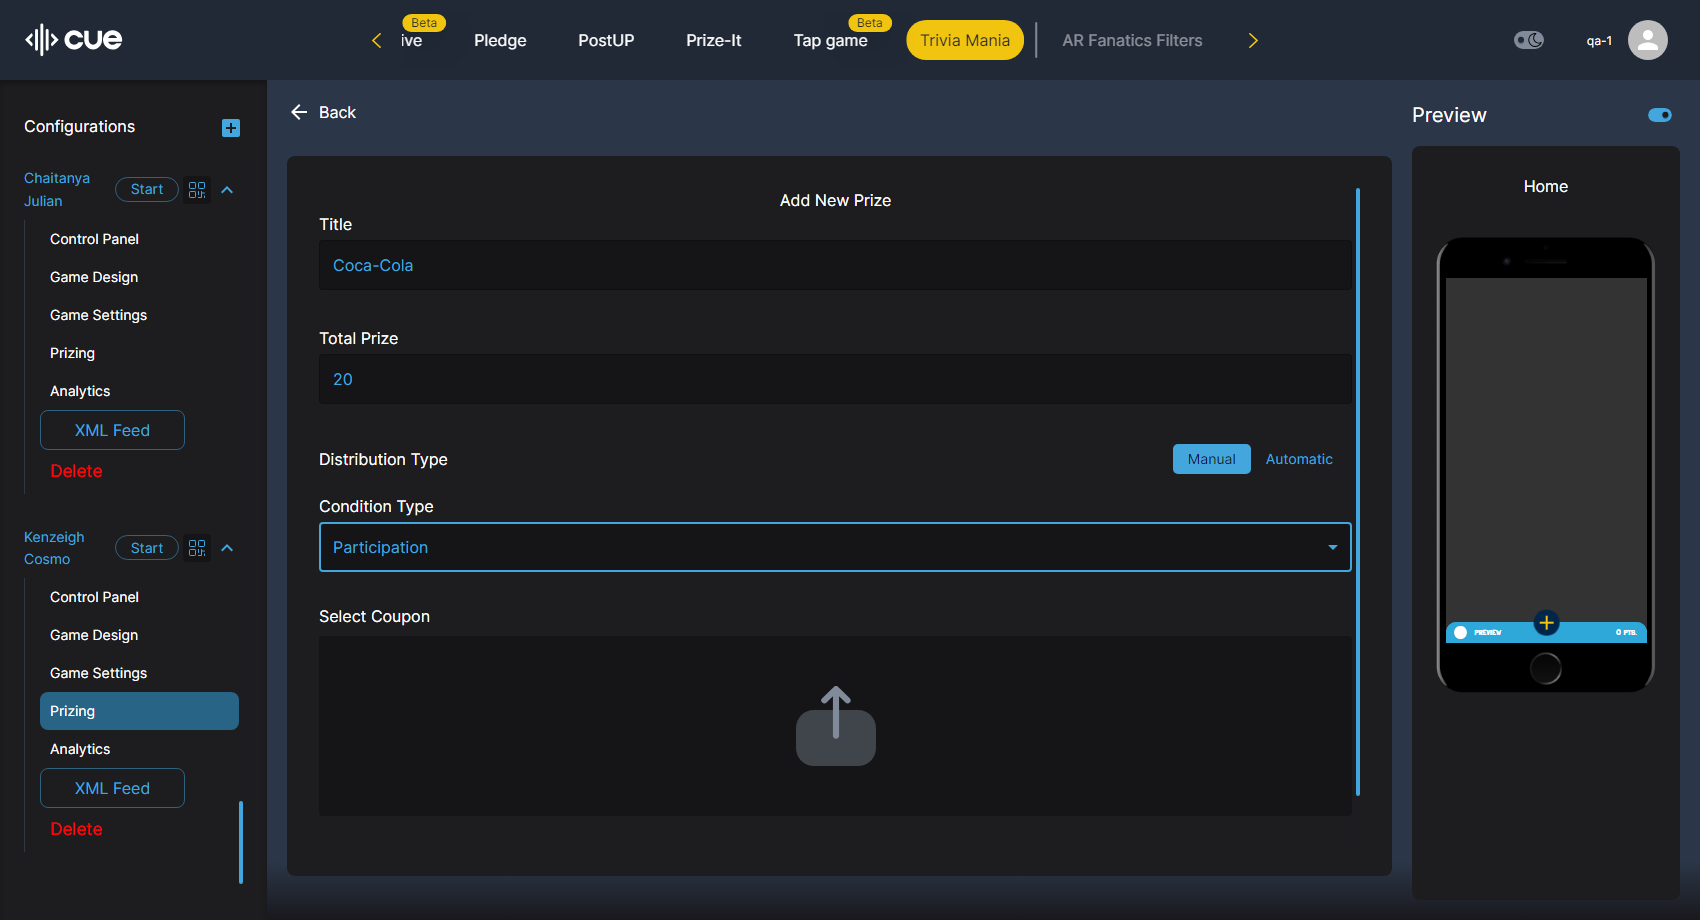 cue
ive
Beta
Pledge
PostUP
Prize-It
Tap game
Beta
Trivia Mania
AR Fanatics Filters
qa-1
Configurations
Chaitanya
Julian
Start
Control Panel
Game Design
Game Settings
Prizing
Analytics
XML Feed
Delete
Kenzeigh
Cosmo
Start
Control Panel
Game Design
Game Settings
Prizing
Analytics
XML Feed
Delete
Back
Add New Prize
Title
Coca-Cola
Total Prize
20
Distribution Type
Manual
Automatic
Condition Type
Participation
Select Coupon
Preview
Home
PREVIEW
0 PTS.